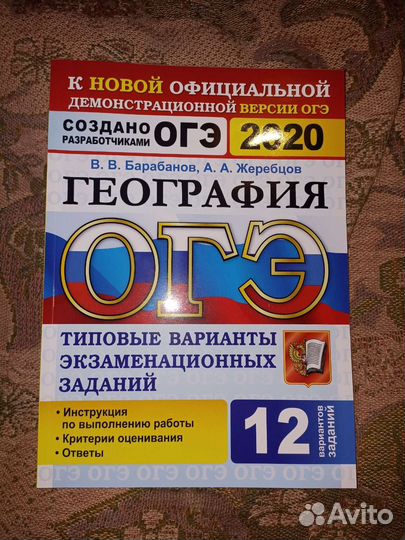 К НОВОЙ ОФИЦИАЛЬНОЙ
ДЕМОНСТРАЦИОННОЙ ВЕРСИИ ОГЭ
СОЗДАНО
РАЗРАБОТЧИКАМИ
ОГЭ
2020
В. В. Барабанов, А. А. Жеребцов
ГЕОГРАФИЯ
ОГЭ
ТИПОВЫЕ ВАРИАНТЫ
ЭКЗАМЕНАЦИОННЫХ
ЗАДАНИЙ
• Инструкция
по выполнению работы
• Критерии оценивания
• Ответы
12
вариантов
заданий
ОГЭ ОГЭ ОГЭ ОГЭ ОГЭ
Avito